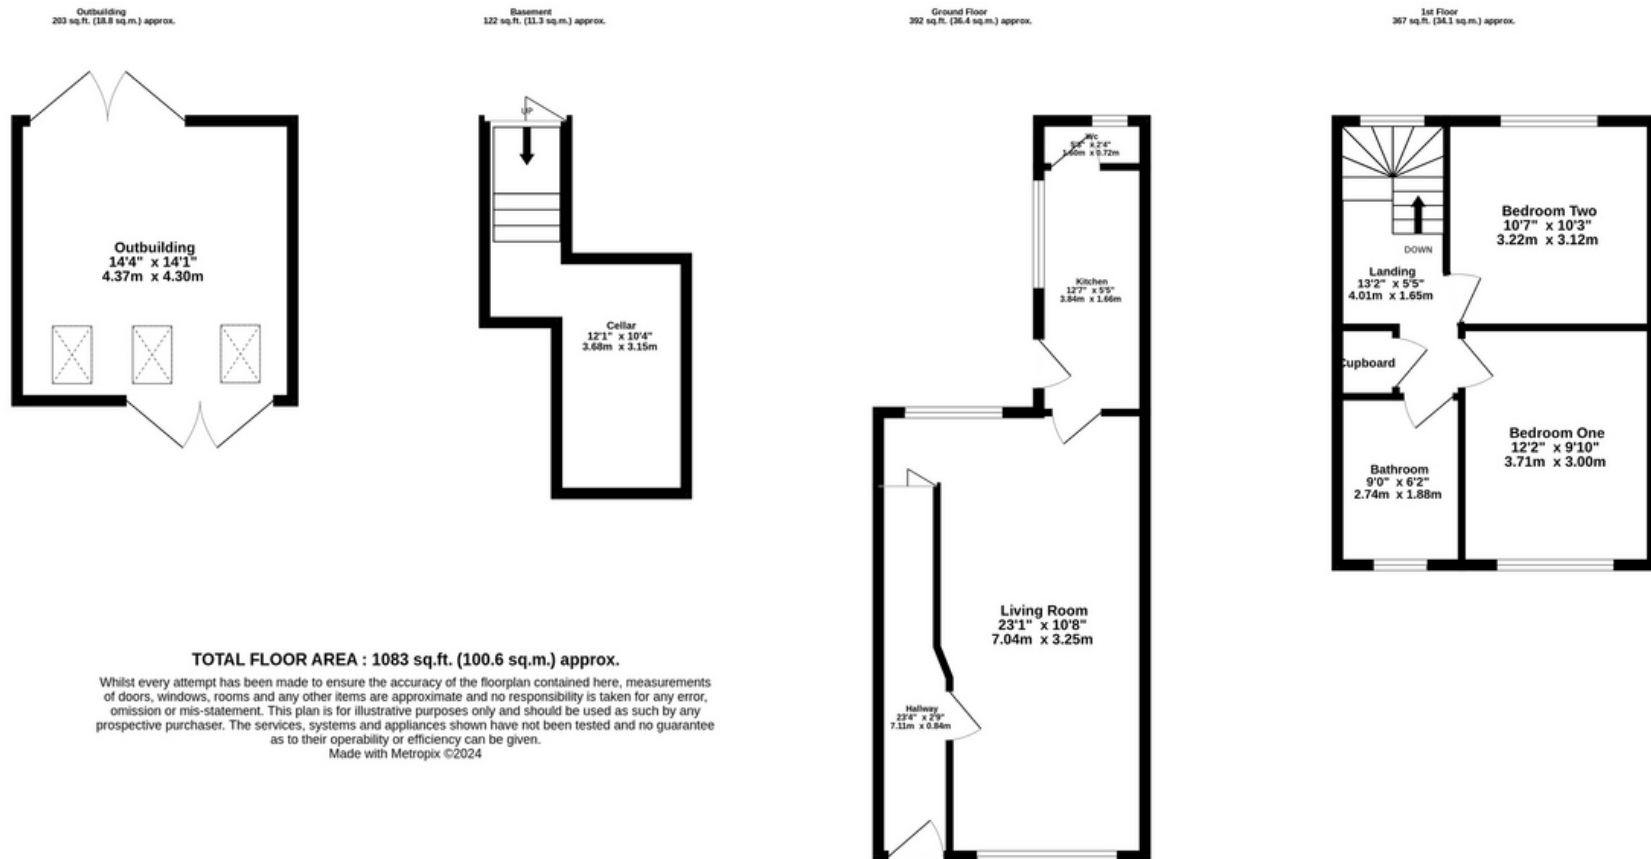 Outbuilding
203 sq.ft. (18.8 sq.m.) approx.
Basement
122 sq.ft. (11.3 sq.m.) approx.
Ground Floor
392 sq.ft. (36.4 sq.m.) approx.
1st Floor
367 sq.ft. (34.1 sq.m.) approx.
Outbuilding
14'4" x 14'1"
4.37m x 4.30m
UP
Cellar
12'1" x 10'4"
3.68m x 3.15m
Wc
5'3" x 2'4"
1.60m x 0.72m
Kitchen
12'7" x 5'5"
3.84m x 1.66m
Living Room
23'1" x 10'8"
7.04m x 3.25m
Hallway
23'4" x 2'9"
7.11m x 0.84m
Bedroom Two
10'7" x 10'3"
3.22m x 3.12m
DOWN
Landing
13'2" x 5'5"
4.01m x 1.65m
Cupboard
Bedroom One
12'2" x 9'10"
3.71m x 3.00m
Bathroom
9'0" x 6'2"
2.74m x 1.88m
TOTAL FLOOR AREA : 1083 sq.ft. (100.6 sq.m.) approx.
Whilst every attempt has been made to ensure the accuracy of the floorplan contained here, measurements
of doors, windows, rooms and any other items are approximate and no responsibility is taken for any error,
omission or mis-statement. This plan is for illustrative purposes only and should be used as such by any
prospective purchaser. The services, systems and appliances shown have not been tested and no guarantee
as to their operability or efficiency can be given.
Made with Metropix ©2024